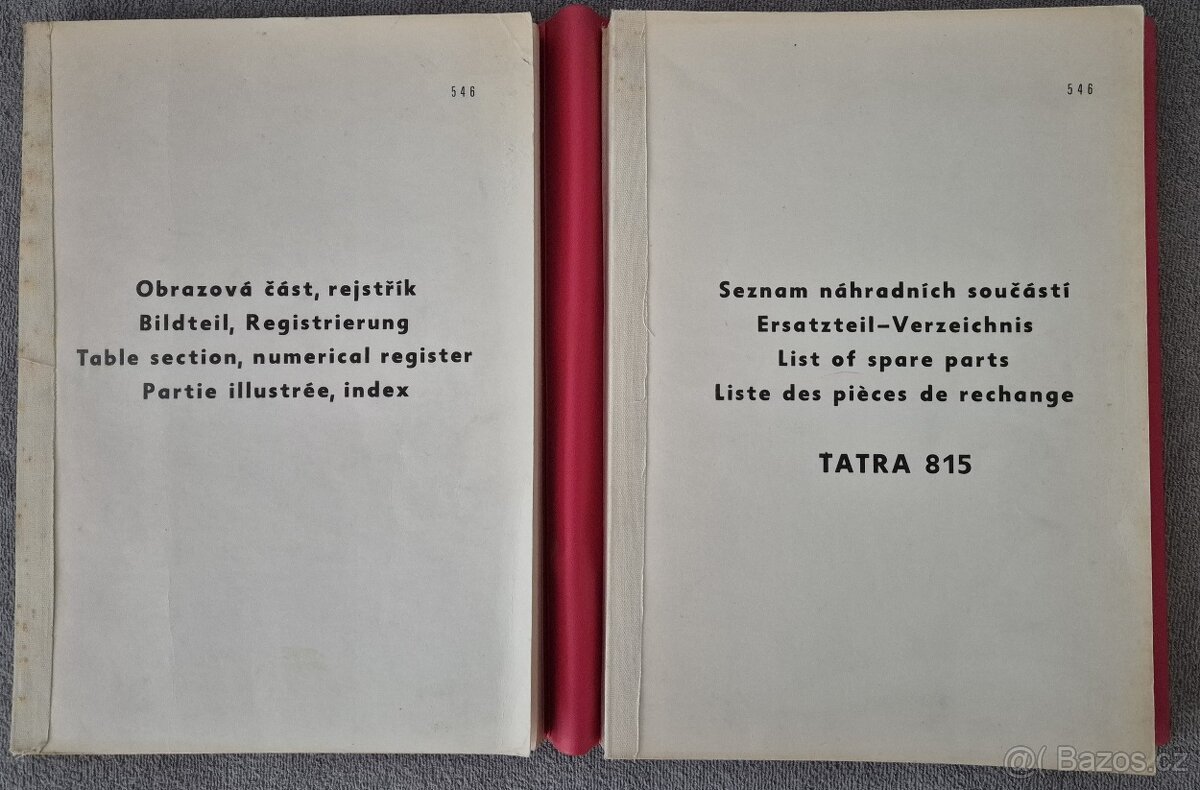 546
Obrazová část, rejstřík
Bildteil, Registrierung
Table section, numerical register
Partie illustrée, index
546
Seznam náhradních součástí
Ersatzteil–Verzeichnis
List of spare parts
Liste des pièces de rechange
TATRA 815
@( Bazos.cz